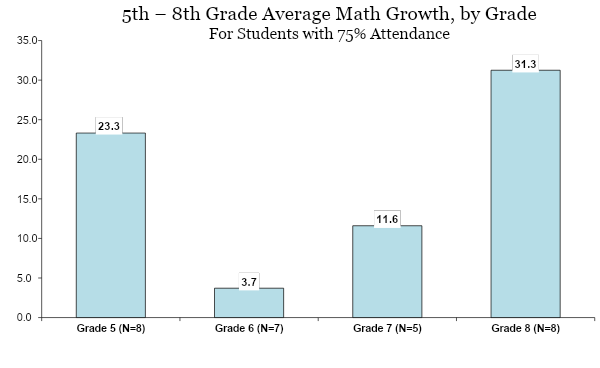 5th – 8th Grade Average Math Growth, by Grade
For Students with 75% Attendance
35.0
30.0
25.0
20.0
15.0
10.0
5.0
0.0
23.3
3.7
11.6
31.3
Grade 5 (N=8)
Grade 6 (N=7)
Grade 7 (N=5)
Grade 8 (N=8)